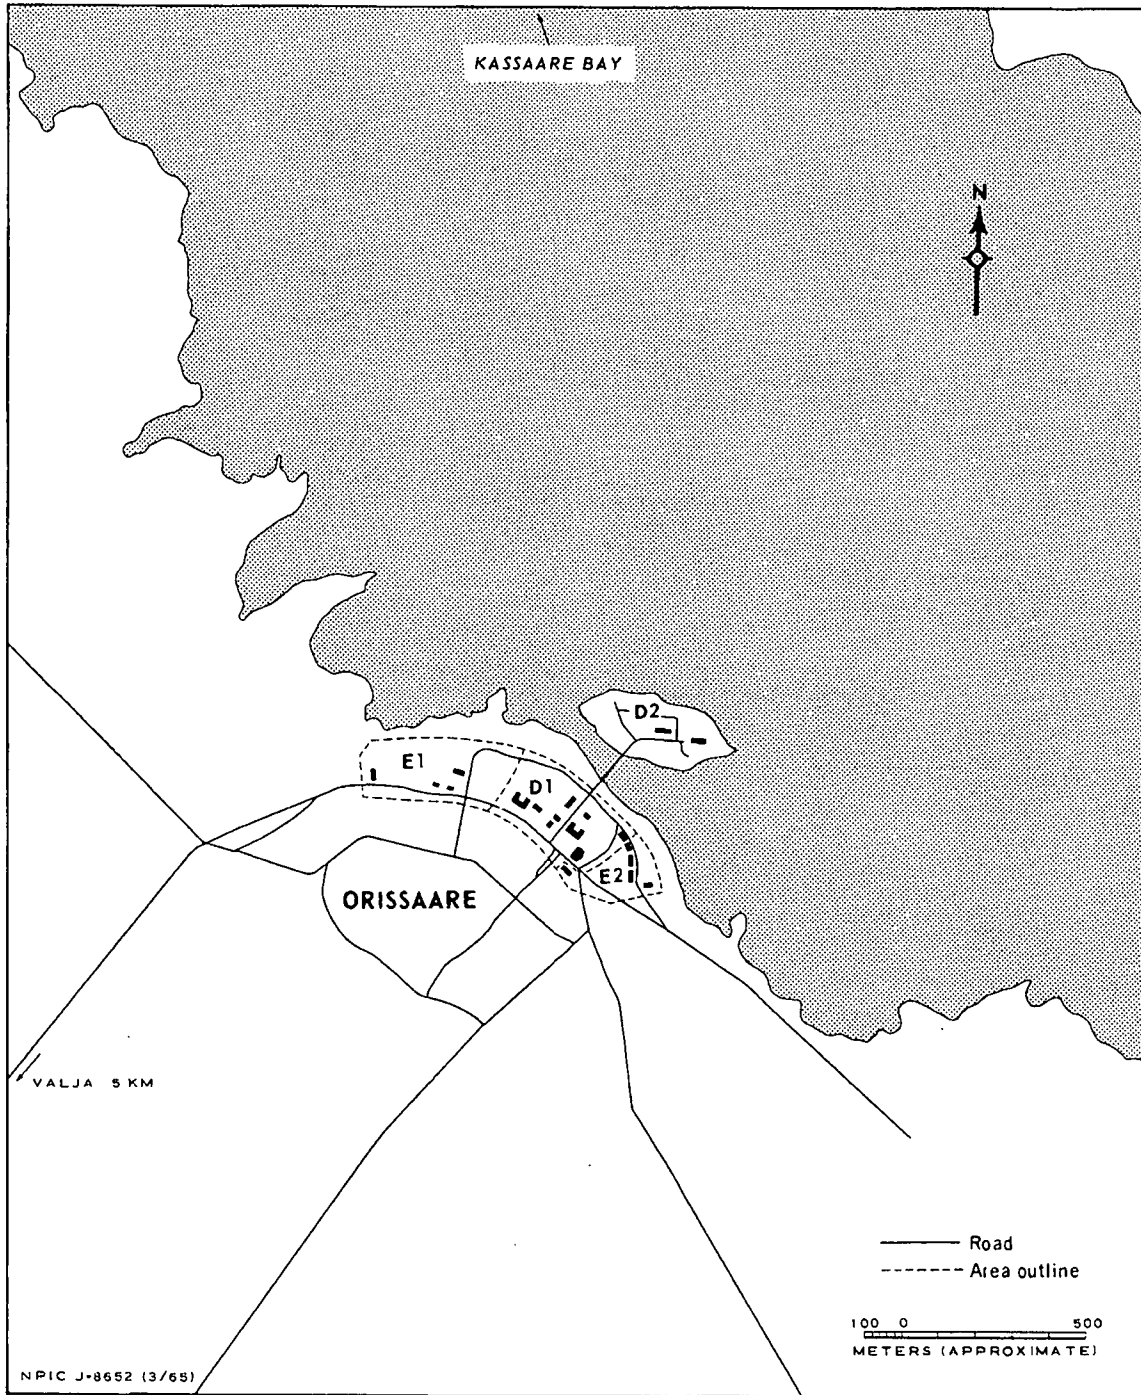 KASSAARE BAY
N
D2
E1
D1
E2
ORISSAARE
VALJA 5 KM
Road
Area outline
100 0 500
METERS (APPROXIMATE)
NPIC J-8652 (3/65)